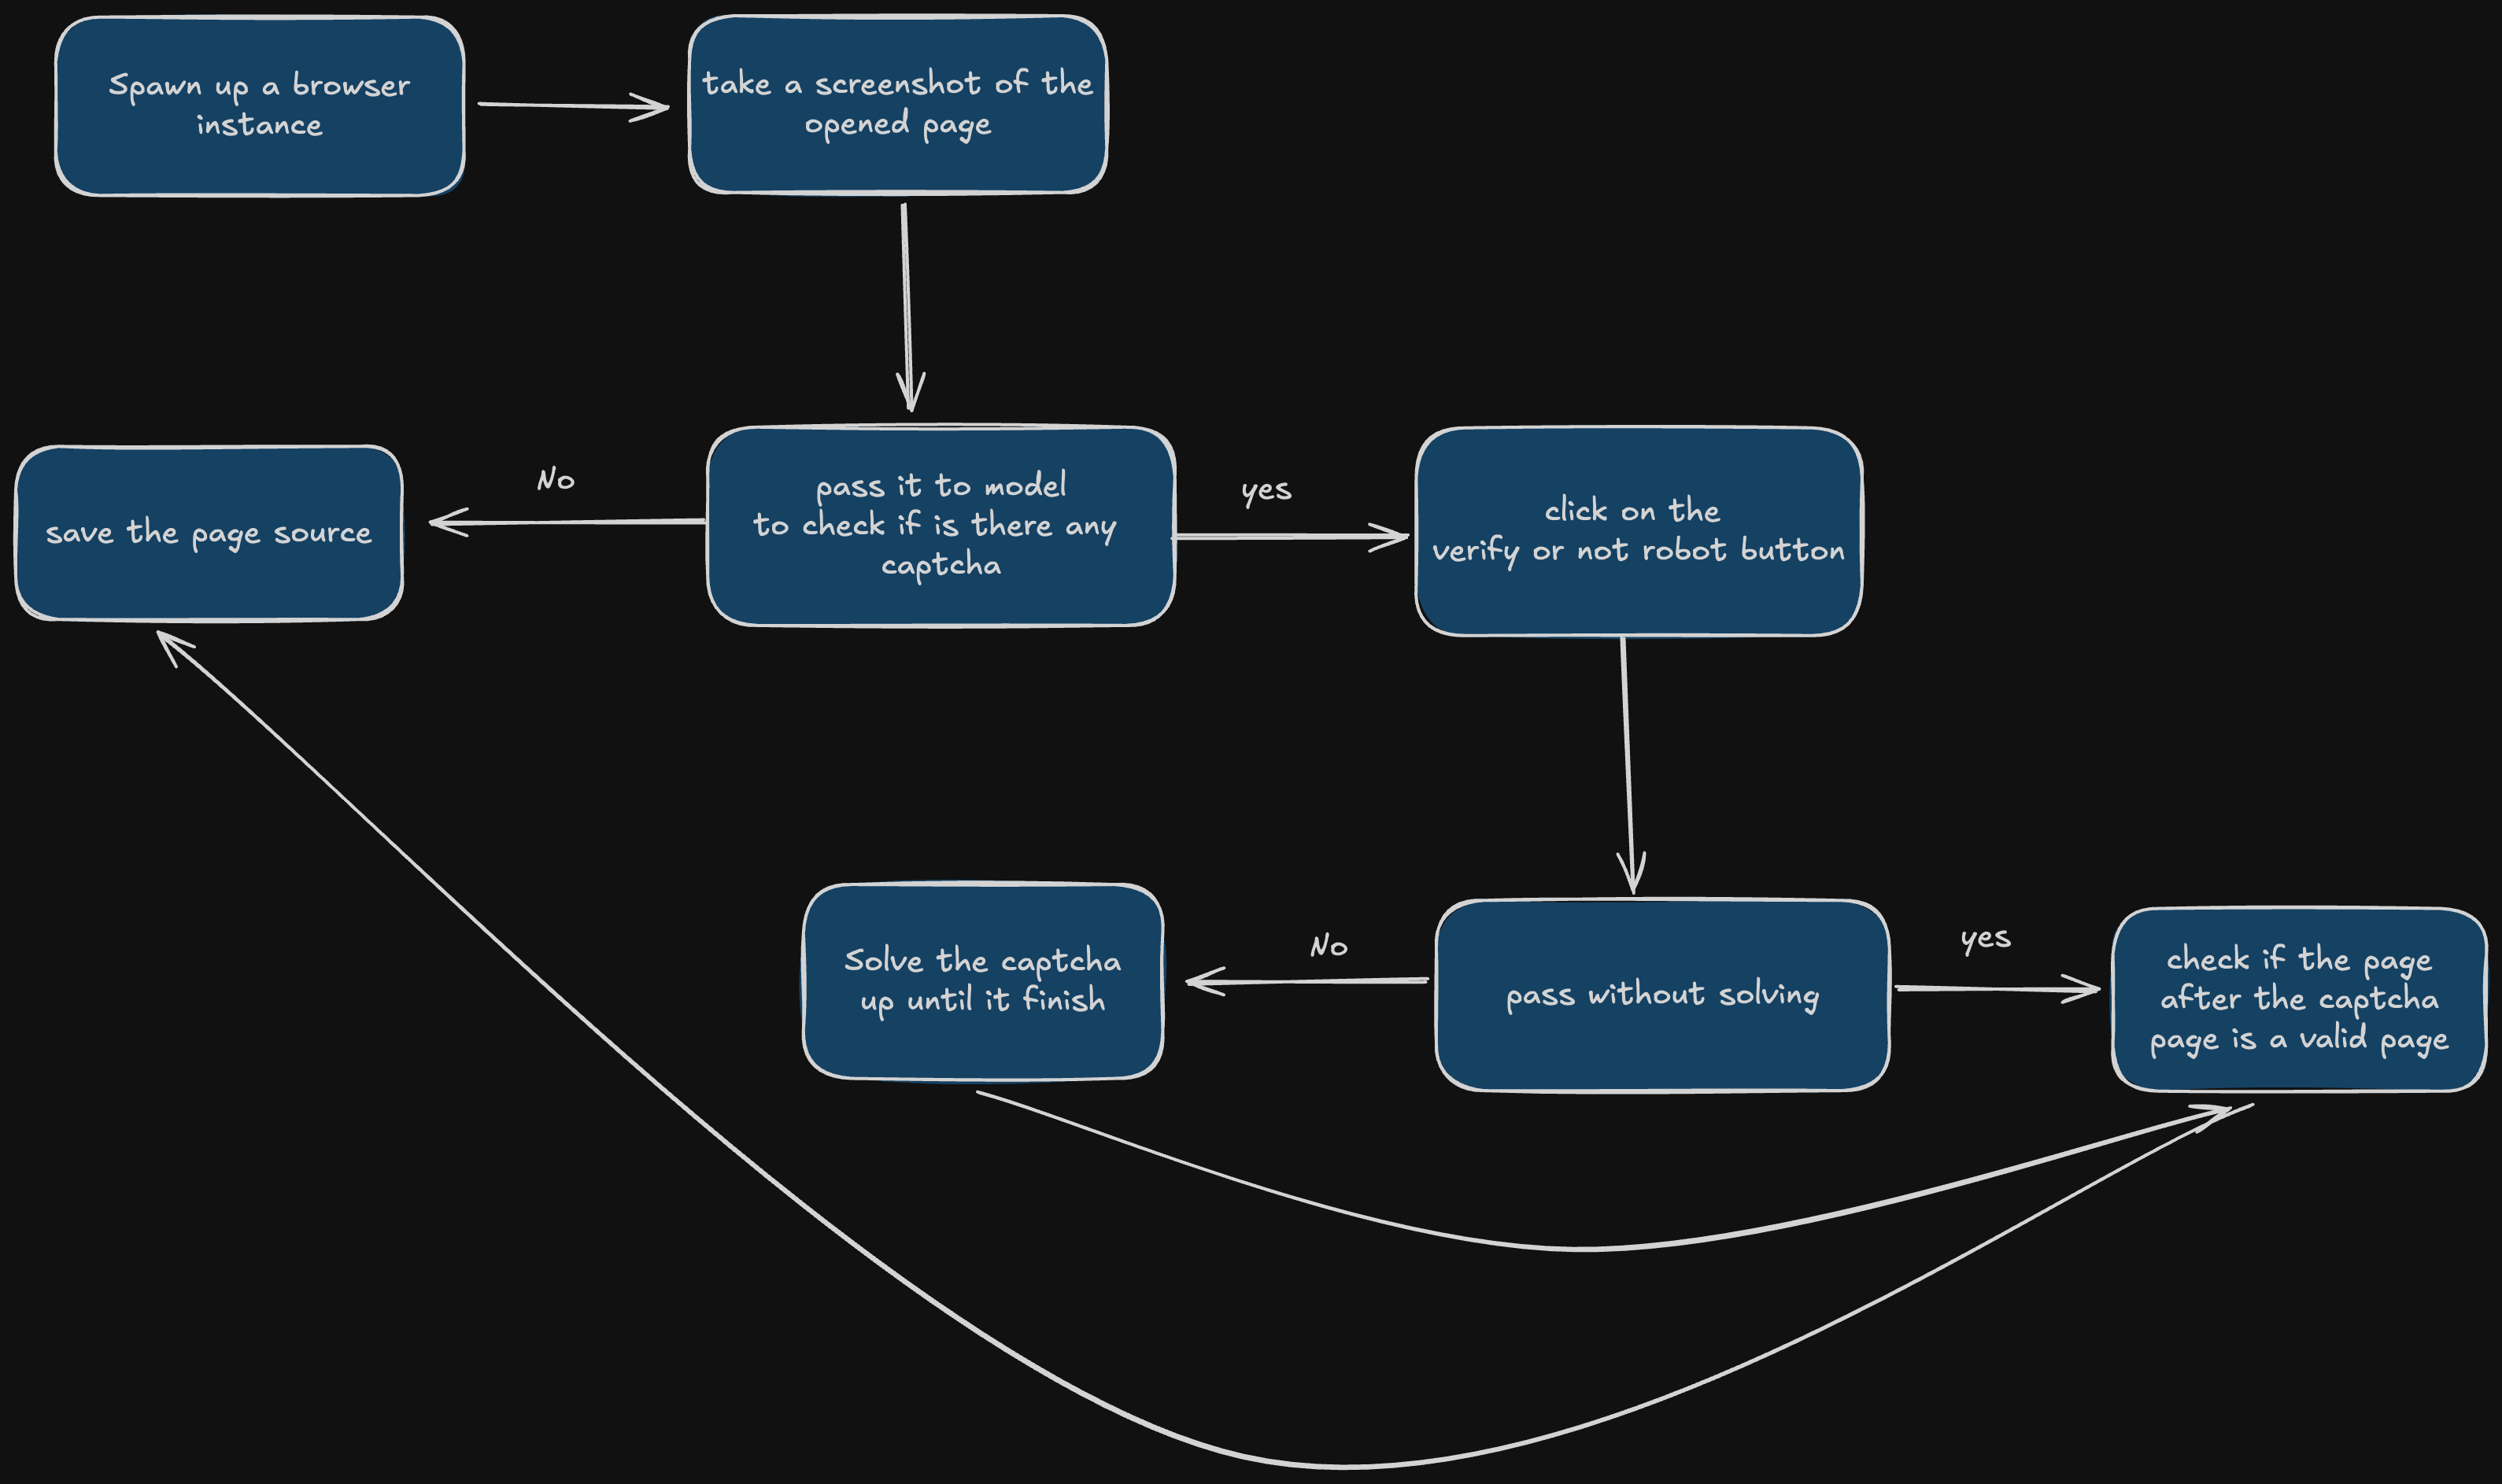 Spawn up a browser
instance
take a screenshot of the
opened page
save the page source
No
pass it to model
to check if is there any
captcha
yes
click on the
verify or not robot button
Solve the captcha
up until it finish
No
pass without solving
yes
check if the page
after the captcha
page is a valid page